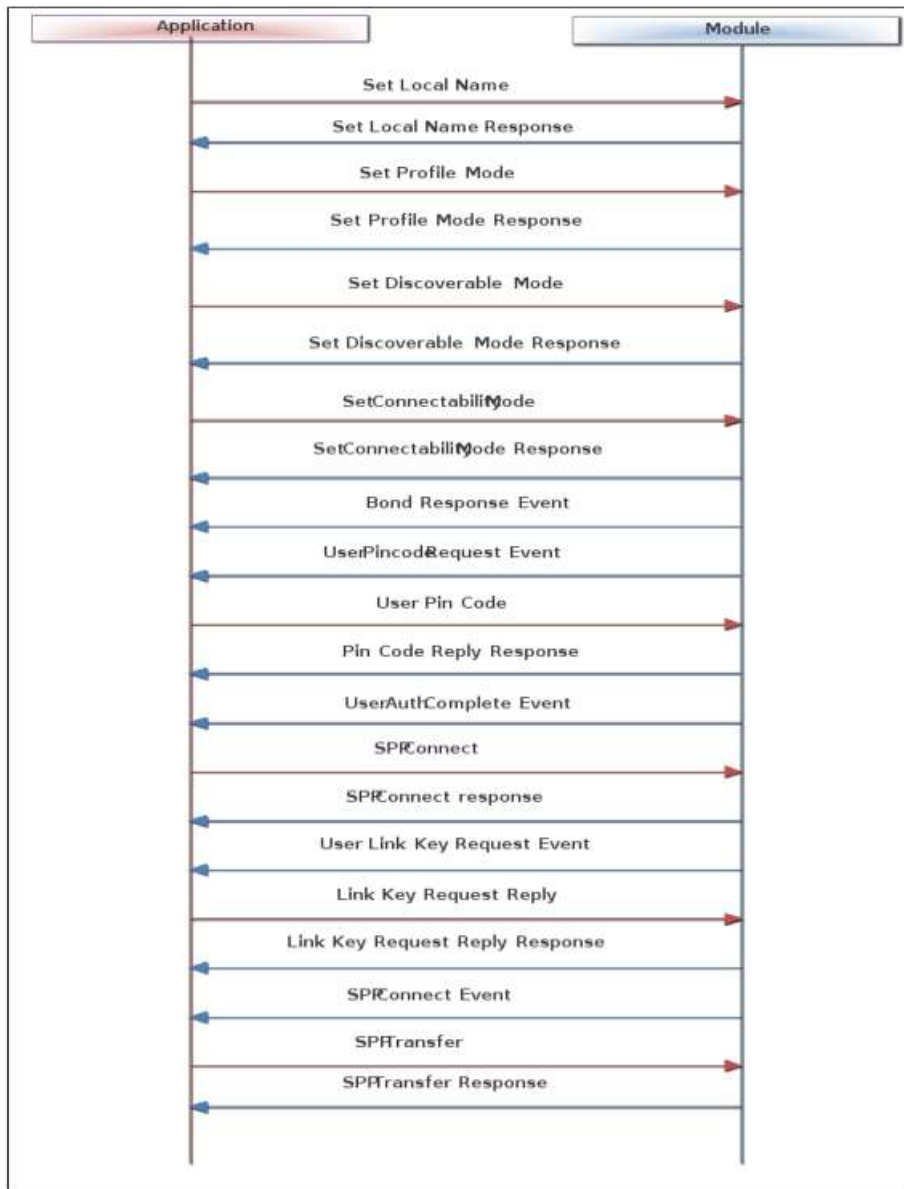 Application
Module
Set Local Name
Set Local Name Response
Set Profile Mode
Set Profile Mode Response
Set Discoverable Mode
Set Discoverable Mode Response
SetConnectabilityMode
SetConnectabilityMode Response
Bond Response Event
UserPincodeRequest Event
User Pin Code
Pin Code Reply Response
UserAuthComplete Event
SPPConnect
SPPConnect response
User Link Key Request Event
Link Key Request Reply
Link Key Request Reply Response
SPPConnect Event
SPPTransfer
SPPTransfer Response